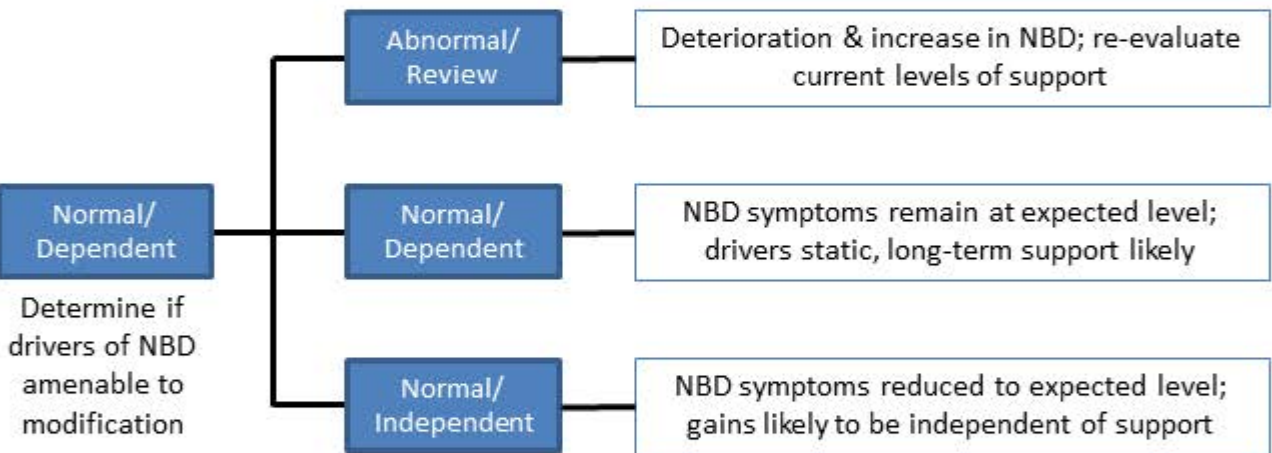 Abnormal/
Review
Deterioration & increase in NBD; re-evaluate
current levels of support
Normal/
Dependent
Determine if
drivers of NBD
amenable to
modification
Normal/
Dependent
NBD symptoms remain at expected level;
drivers static, long-term support likely
Normal/
Independent
NBD symptoms reduced to expected level;
gains likely to be independent of support